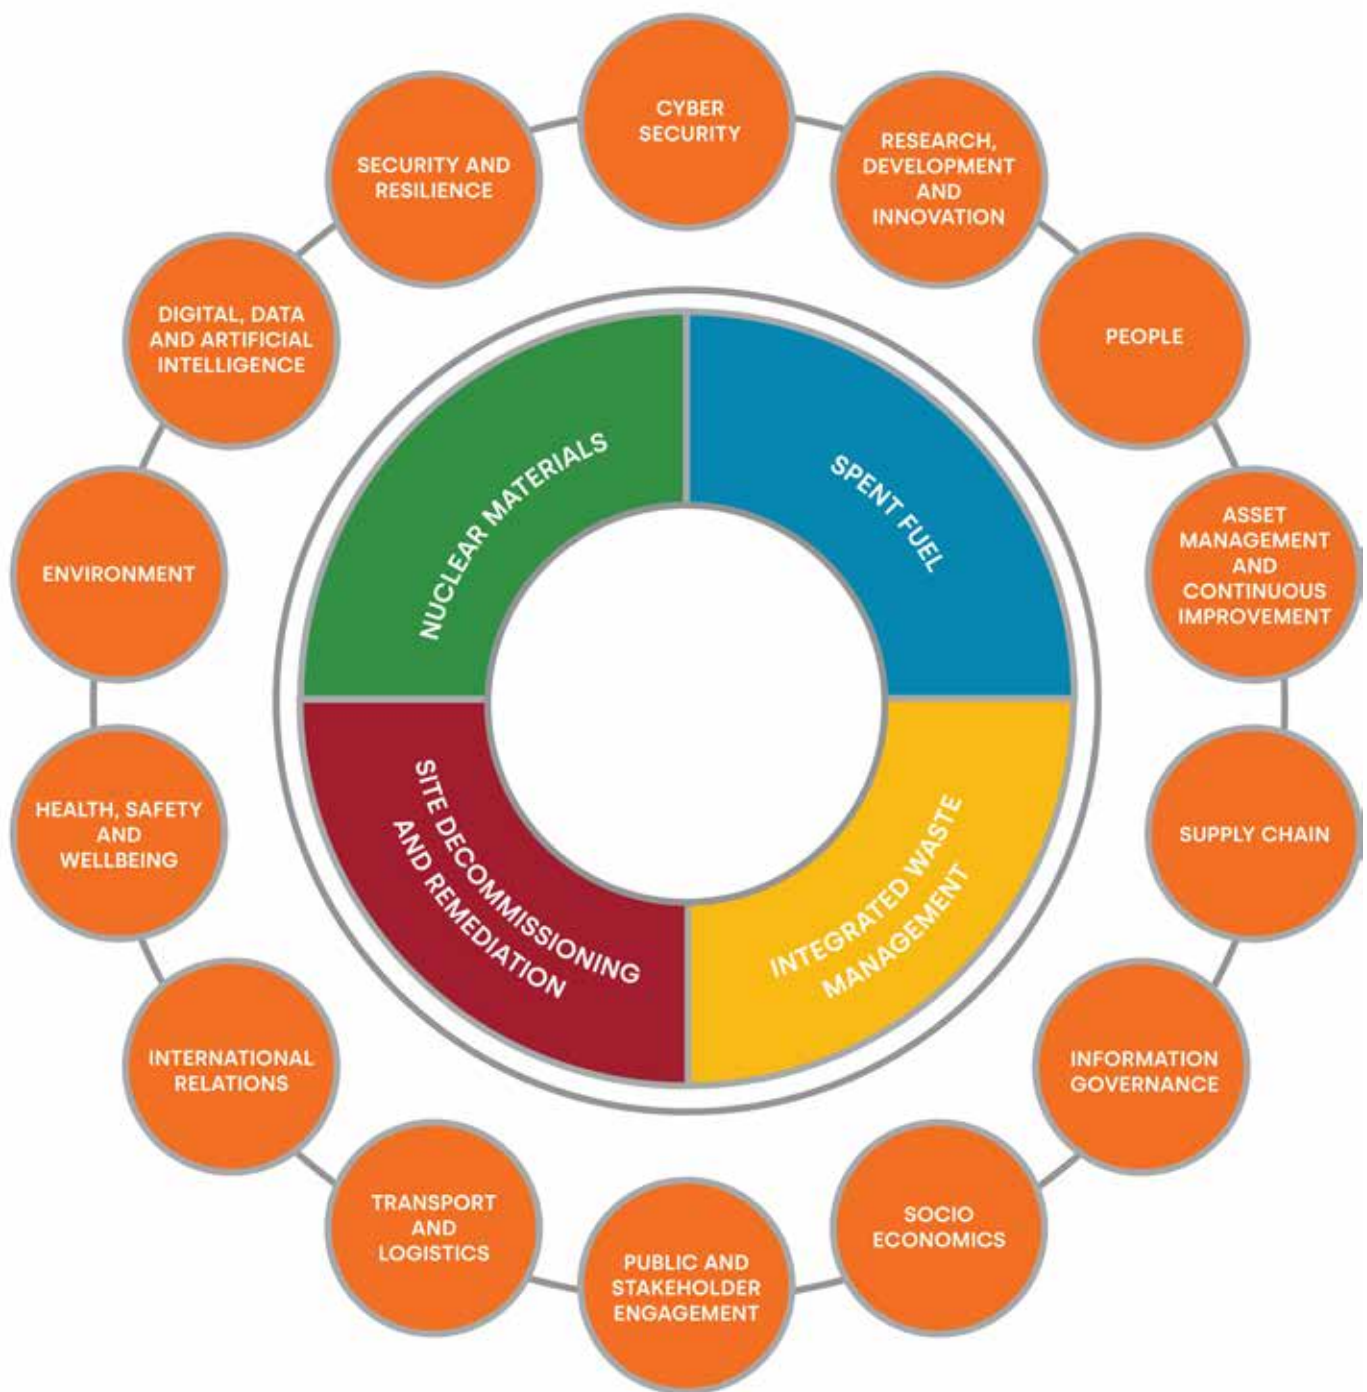 CYBER
SECURITY
RESEARCH,
DEVELOPMENT
AND
INNOVATION
PEOPLE
ASSET
MANAGEMENT
AND
CONTINUOUS
IMPROVEMENT
SUPPLY CHAIN
INFORMATION
GOVERNANCE
SOCIO
ECONOMICS
PUBLIC AND
STAKEHOLDER
ENGAGEMENT
TRANSPORT
AND
LOGISTICS
INTERNATIONAL
RELATIONS
HEALTH, SAFETY
AND
WELLBEING
ENVIRONMENT
DIGITAL, DATA
AND ARTIFICIAL
INTELLIGENCE
SECURITY AND
RESILIENCE
NUCLEAR MATERIALS
SPENT FUEL
INTEGRATED WASTE
MANAGEMENT
SITE DECOMMISSIONING
AND REMEDIATION